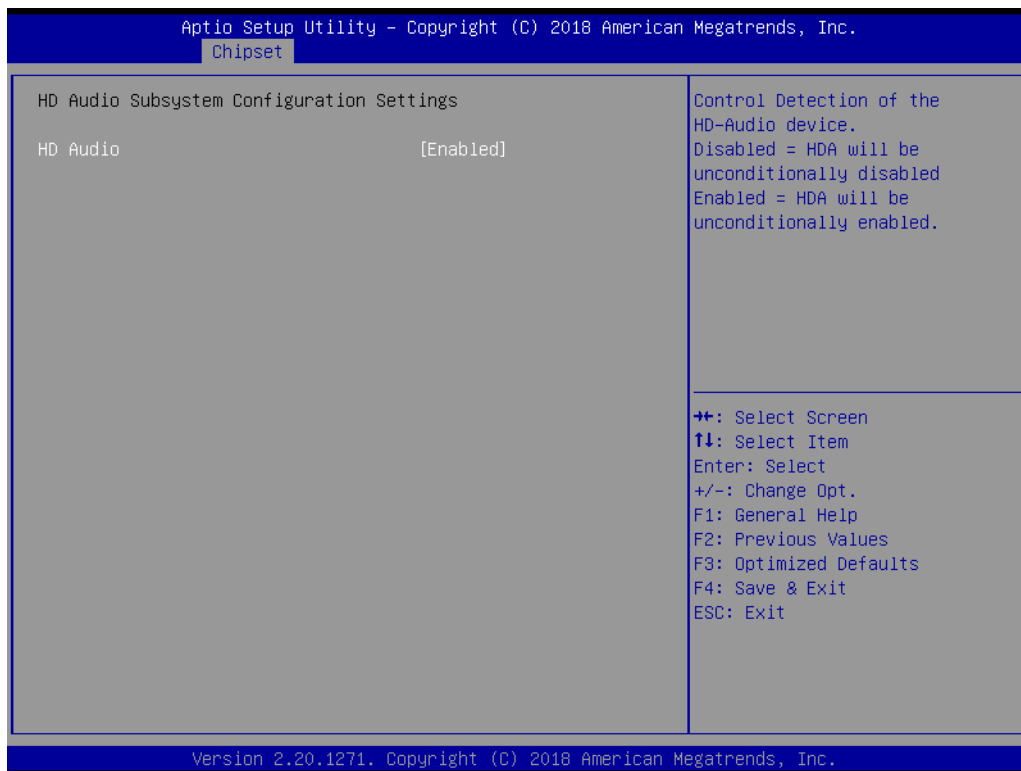 Aptio Setup Utility – Copyright (C) 2018 American Megatrends, Inc.
Chipset
HD Audio Subsystem Configuration Settings
HD Audio [Enabled]
Control Detection of the
HD-Audio device.
Disabled = HDA will be
unconditionally disabled
Enabled = HDA will be
unconditionally enabled.
→←: Select Screen
↑↓: Select Item
Enter: Select
+/-: Change Opt.
F1: General Help
F2: Previous Values
F3: Optimized Defaults
F4: Save & Exit
ESC: Exit
Version 2.20.1271. Copyright (C) 2018 American Megatrends, Inc.